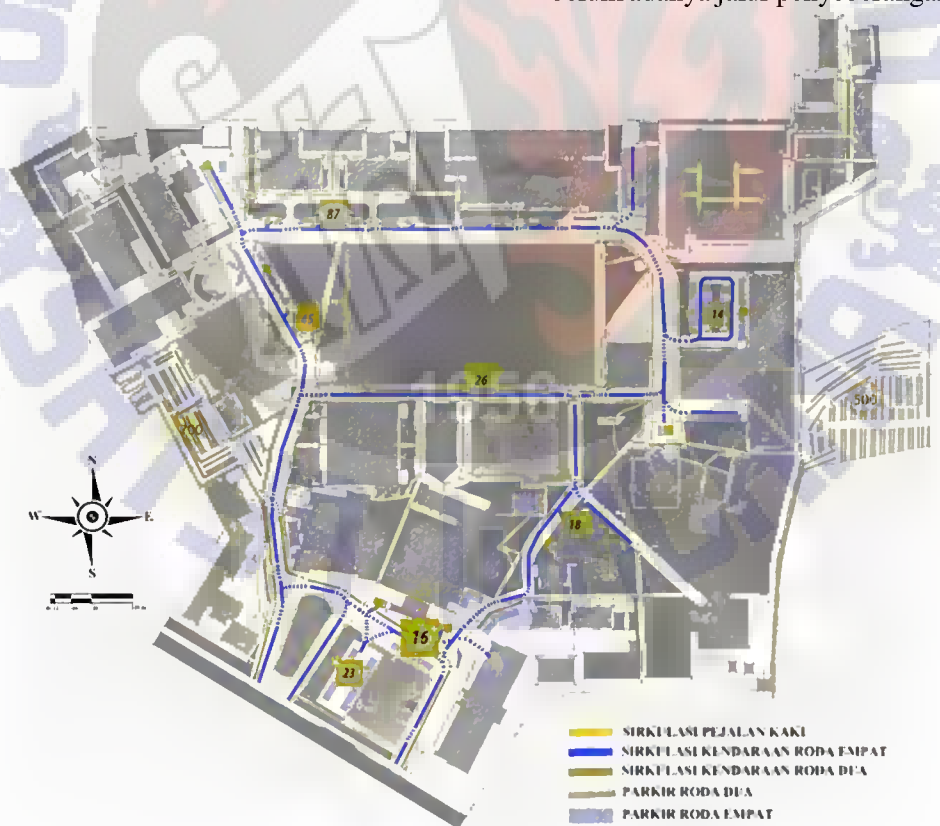 87
14
45
26
500
N
W E
S
18
16
23
SIRKULASI PEJALAN KAKI
SIRKULASI KENDARAAN RODA EMPAT
SIRKULASI KENDARAAN RODA DUA
PARKIR RODA DUA
PARKIR RODA EMPAT